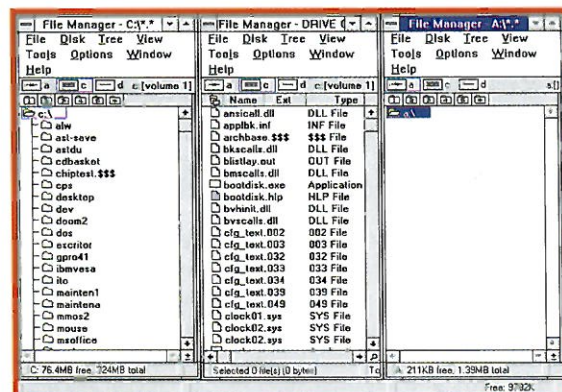 File Manager - C:\*.*
File Disk Tree View
Tools Options Window
Help
a c d c:[volume 1]
c:\
alw
ast-save
astdu
cdbasket
chiptest.$$$
cps
desktop
dev
doom2
dos
escritor
gpro41
ibmvesa
ito
mainten1
maintena
mmos2
mouse
msoffice
C: 76.4MB free, 324MB total
File Manager - DRIVE C
File Disk Tree View
Tools Options Window
Help
a c d c:[volume 1]
Name Ext Type
ansicall.dll DLL File
applbk.inf INF File
archbase.$$$ $$$ File
bkscalls.dll DLL File
blistlay.out OUT File
bmscalls.dll DLL File
bootdisk.exe Application
bootdisk.hlp HLP File
bvhinit.dll DLL File
bvscalls.dll DLL File
cfg_text.002 002 File
cfg_text.003 003 File
cfg_text.032 032 File
cfg_text.033 033 File
cfg_text.034 034 File
cfg_text.039 039 File
cfg_text.049 049 File
clock01.sys SYS File
clock02.sys SYS File
clock02.sys SYS File
Selected 0 file(s) (0 bytes) To
File Manager - A:\*.*
File Disk Tree View
Tools Options Window
Help
a c d a:[]
a:\
A: 211KB free, 1.39MB total
Free: 9782K